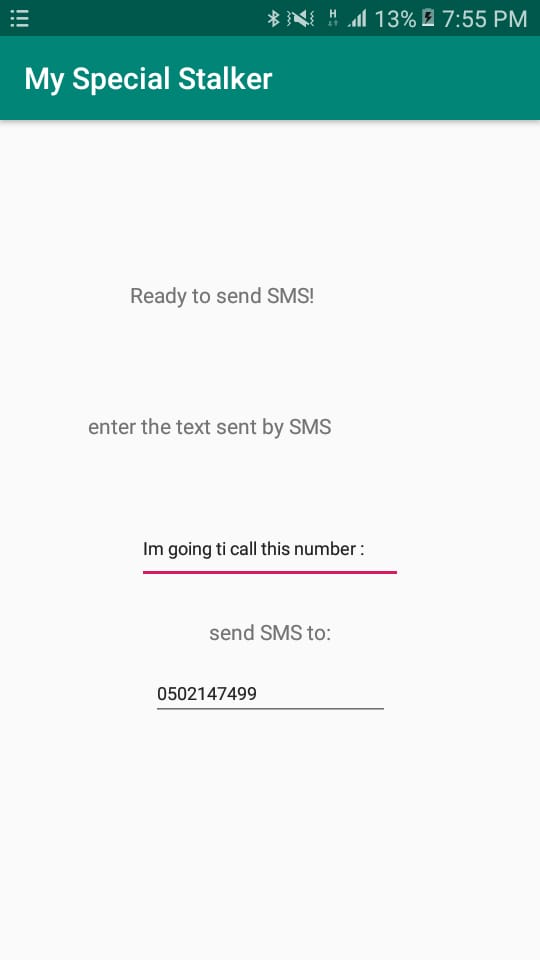 H 13% 7:55 PM
My Special Stalker
Ready to send SMS!
enter the text sent by SMS
Im going ti call this number :
send SMS to:
0502147499